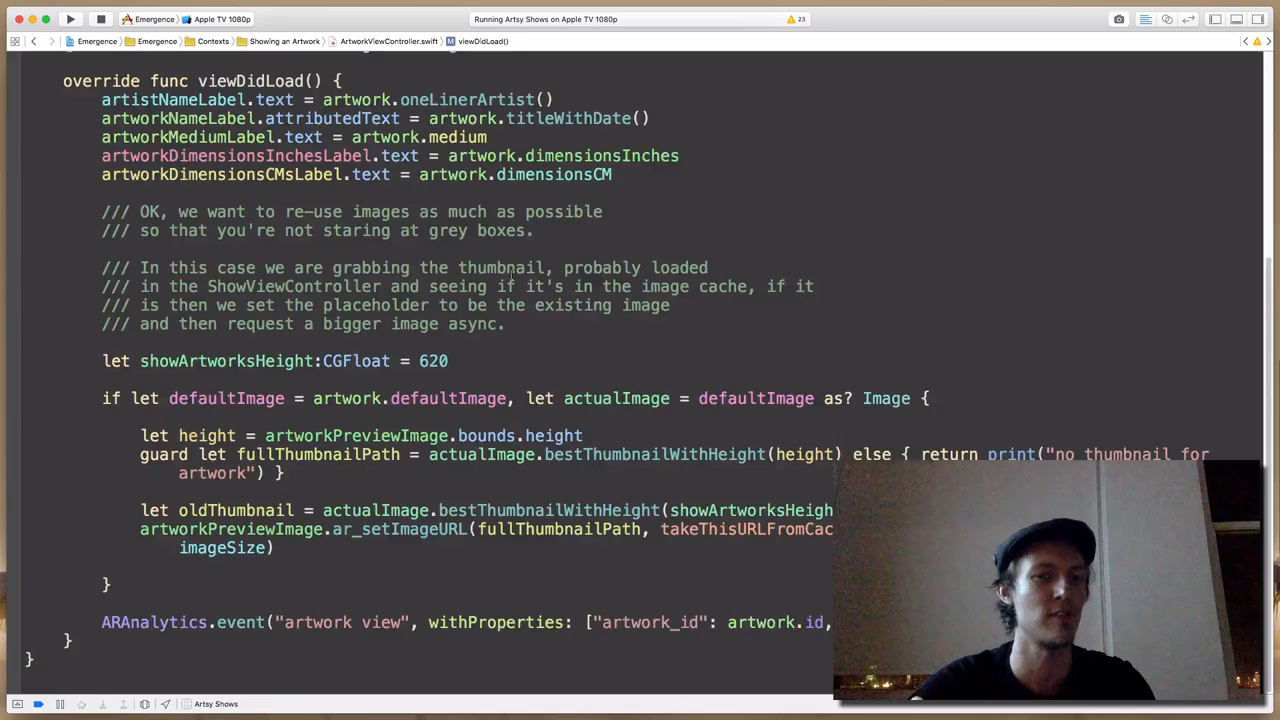 Emergence Apple TV 1080p Running Artsy Shows on Apple TV 1080p 23
Emergence Emergence Contexts Showing an Artwork ArtworkViewController.swift M viewDidLoad()
override func viewDidLoad() {
artistNameLabel.text = artwork.oneLinerArtist()
artworkNameLabel.attributedText = artwork.titleWithDate()
artworkMediumLabel.text = artwork.medium
artworkDimensionsInchesLabel.text = artwork.dimensionsInches
artworkDimensionsCMsLabel.text = artwork.dimensionsCM
/// OK, we want to re-use images as much as possible
/// so that you're not staring at grey boxes.
/// In this case we are grabbing the thumbnail, probably loaded
/// in the ShowViewController and seeing if it's in the image cache, if it
/// is then we set the placeholder to be the existing image
/// and then request a bigger image async.
let showArtworksHeight:CGFloat = 620
if let defaultImage = artwork.defaultImage, let actualImage = defaultImage as? Image {
let height = artworkPreviewImage.bounds.height
guard let fullThumbnailPath = actualImage.bestThumbnailWithHeight(height) else { return print("no thumbnail for
artwork") }
let oldThumbnail = actualImage.bestThumbnailWithHeight(showArtworksHeigh
artworkPreviewImage.ar_setImageURL(fullThumbnailPath, takeThisURLFromCac
imageSize)
}
ARAnalytics.event("artwork view", withProperties: ["artwork_id": artwork.id,
}
}
Artsy Shows